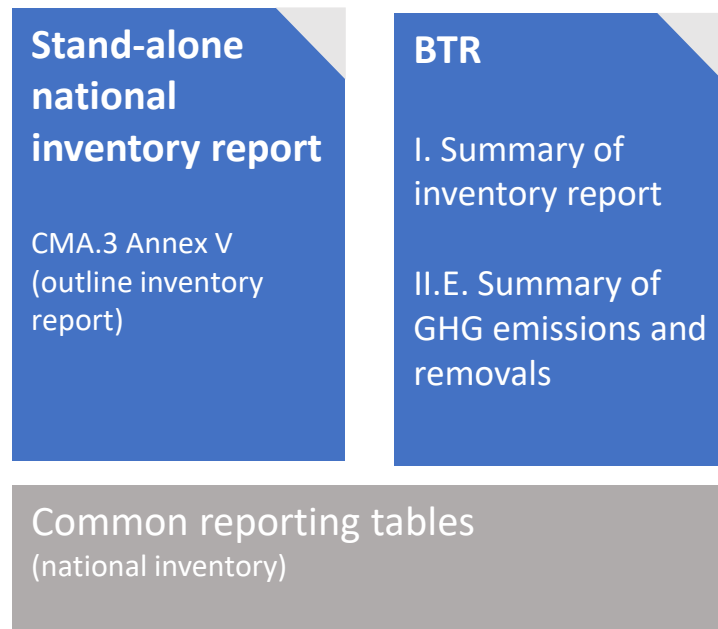 Stand-alone
national
inventory report
CMA.3 Annex V
(outline inventory
report)
BTR
I. Summary of
inventory report
II.E. Summary of
GHG emissions and
removals
Common reporting tables
(national inventory)